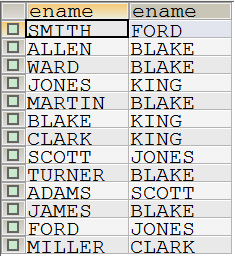 ename ename
SMITH FORD
ALLEN BLAKE
WARD BLAKE
JONES KING
MARTIN BLAKE
BLAKE KING
CLARK KING
SCOTT JONES
TURNER BLAKE
ADAMS SCOTT
JAMES BLAKE
FORD JONES
MILLER CLARK